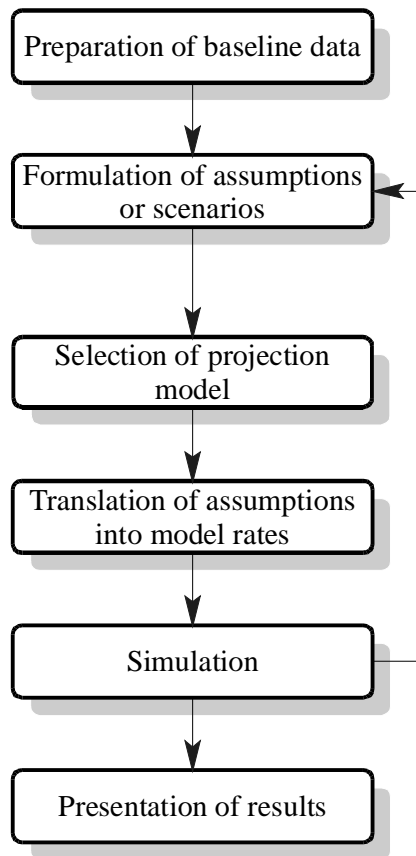 Preparation of baseline data
Formulation of assumptions
or scenarios
Selection of projection
model
Translation of assumptions
into model rates
Simulation
Presentation of results